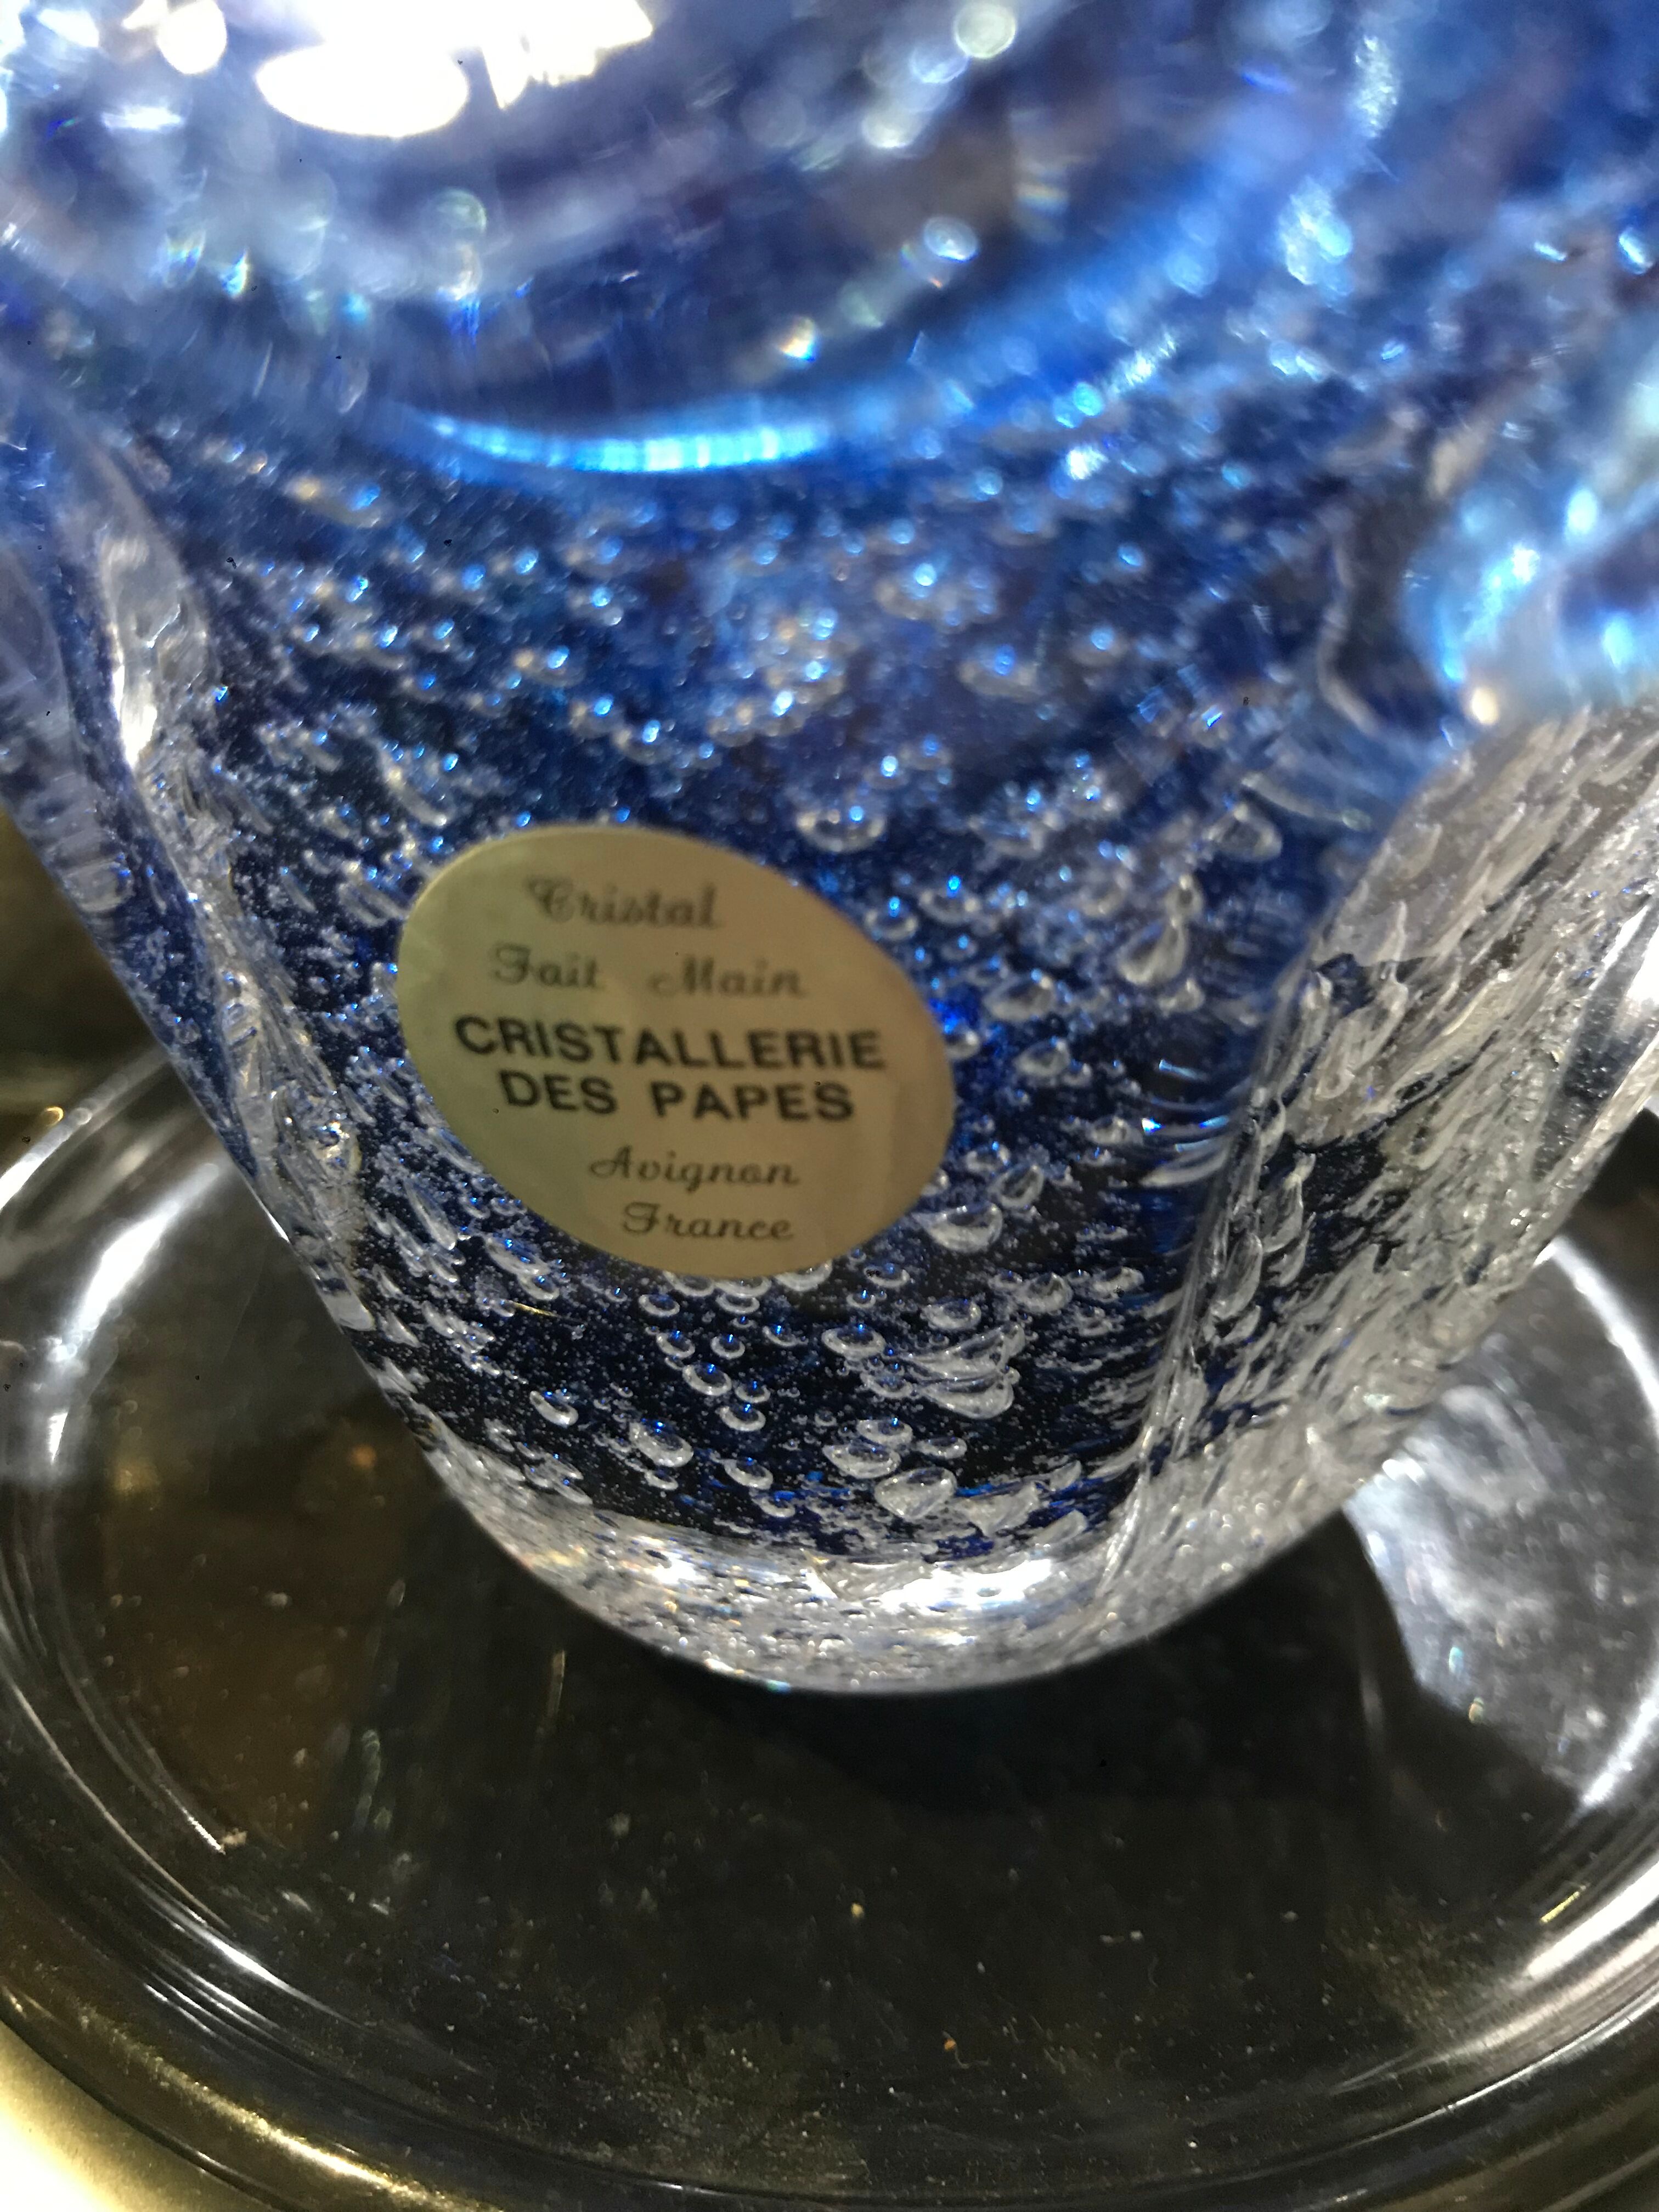 Cristal
Fait Main
CRISTALLERIE
DES PAPES
Avignon
France